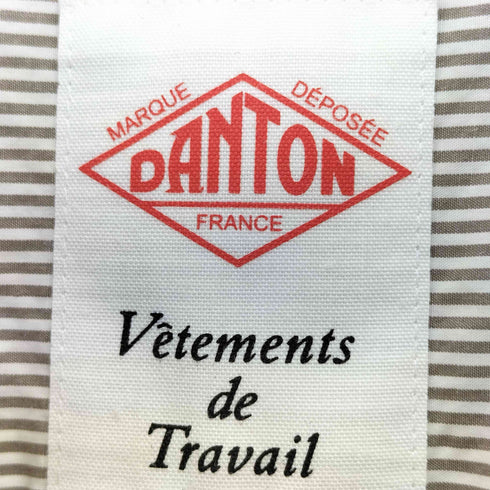 MARQUE DÉPOSÉE
DANTON
FRANCE
Vêtements
de
Travail